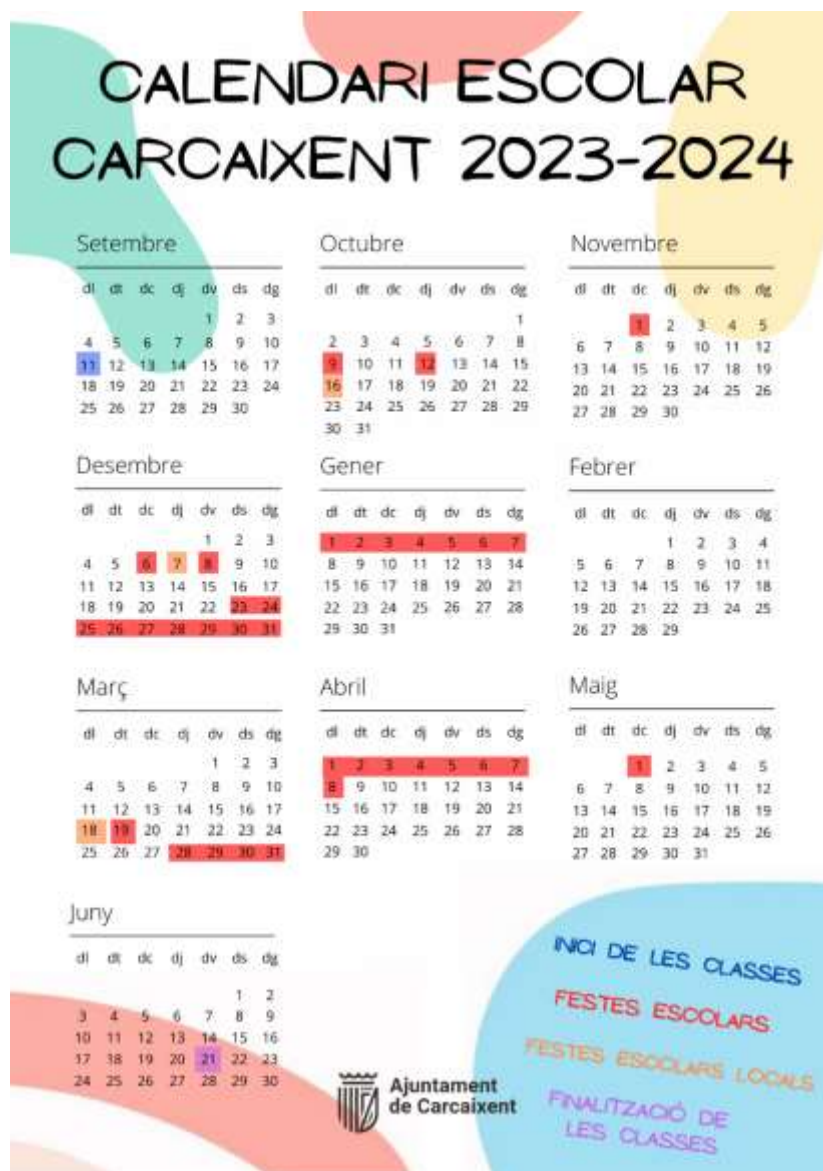 CALENDARI ESCOLAR
CARCAIXENT 2023-2024
Setembre
dl dt dc dj dv ds dg
1 2 3
4 5 6 7 8 9 10
11 12 13 14 15 16 17
18 19 20 21 22 23 24
25 26 27 28 29 30
Octubre
dl dt dc dj dv ds dg
1
2 3 4 5 6 7 8
9 10 11 12 13 14 15
16 17 18 19 20 21 22
23 24 25 26 27 28 29
30 31
Novembre
dl dt dc dj dv ds dg
1 2 3 4 5
6 7 8 9 10 11 12
13 14 15 16 17 18 19
20 21 22 23 24 25 26
27 28 29 30
Desembre
dl dt dc dj dv ds dg
1 2 3
4 5 6 7 8 9 10
11 12 13 14 15 16 17
18 19 20 21 22 23 24
25 26 27 28 29 30 31
Gener
dl dt dc dj dv ds dg
1 2 3 4 5 6 7
8 9 10 11 12 13 14
15 16 17 18 19 20 21
22 23 24 25 26 27 28
29 30 31
Febrer
dl dt dc dj dv ds dg
1 2 3 4
5 6 7 8 9 10 11
12 13 14 15 16 17 18
19 20 21 22 23 24 25
26 27 28 29
Març
dl dt dc dj dv ds dg
1 2 3
4 5 6 7 8 9 10
11 12 13 14 15 16 17
18 19 20 21 22 23 24
25 26 27 28 29 30 31
Abril
dl dt dc dj dv ds dg
1 2 3 4 5 6 7
8 9 10 11 12 13 14
15 16 17 18 19 20 21
22 23 24 25 26 27 28
29 30
Maig
dl dt dc dj dv ds dg
1 2 3 4 5
6 7 8 9 10 11 12
13 14 15 16 17 18 19
20 21 22 23 24 25 26
27 28 29 30 31
Juny
dl dt dc dj dv ds dg
1 2
3 4 5 6 7 8 9
10 11 12 13 14 15 16
17 18 19 20 21 22 23
24 25 26 27 28 29 30
INICI DE LES CLASSES
FESTES ESCOLARS
FESTES ESCOLARS LOCALS
FINALITZACIÓ DE
LES CLASSES
Ajuntament
de Carcaixent